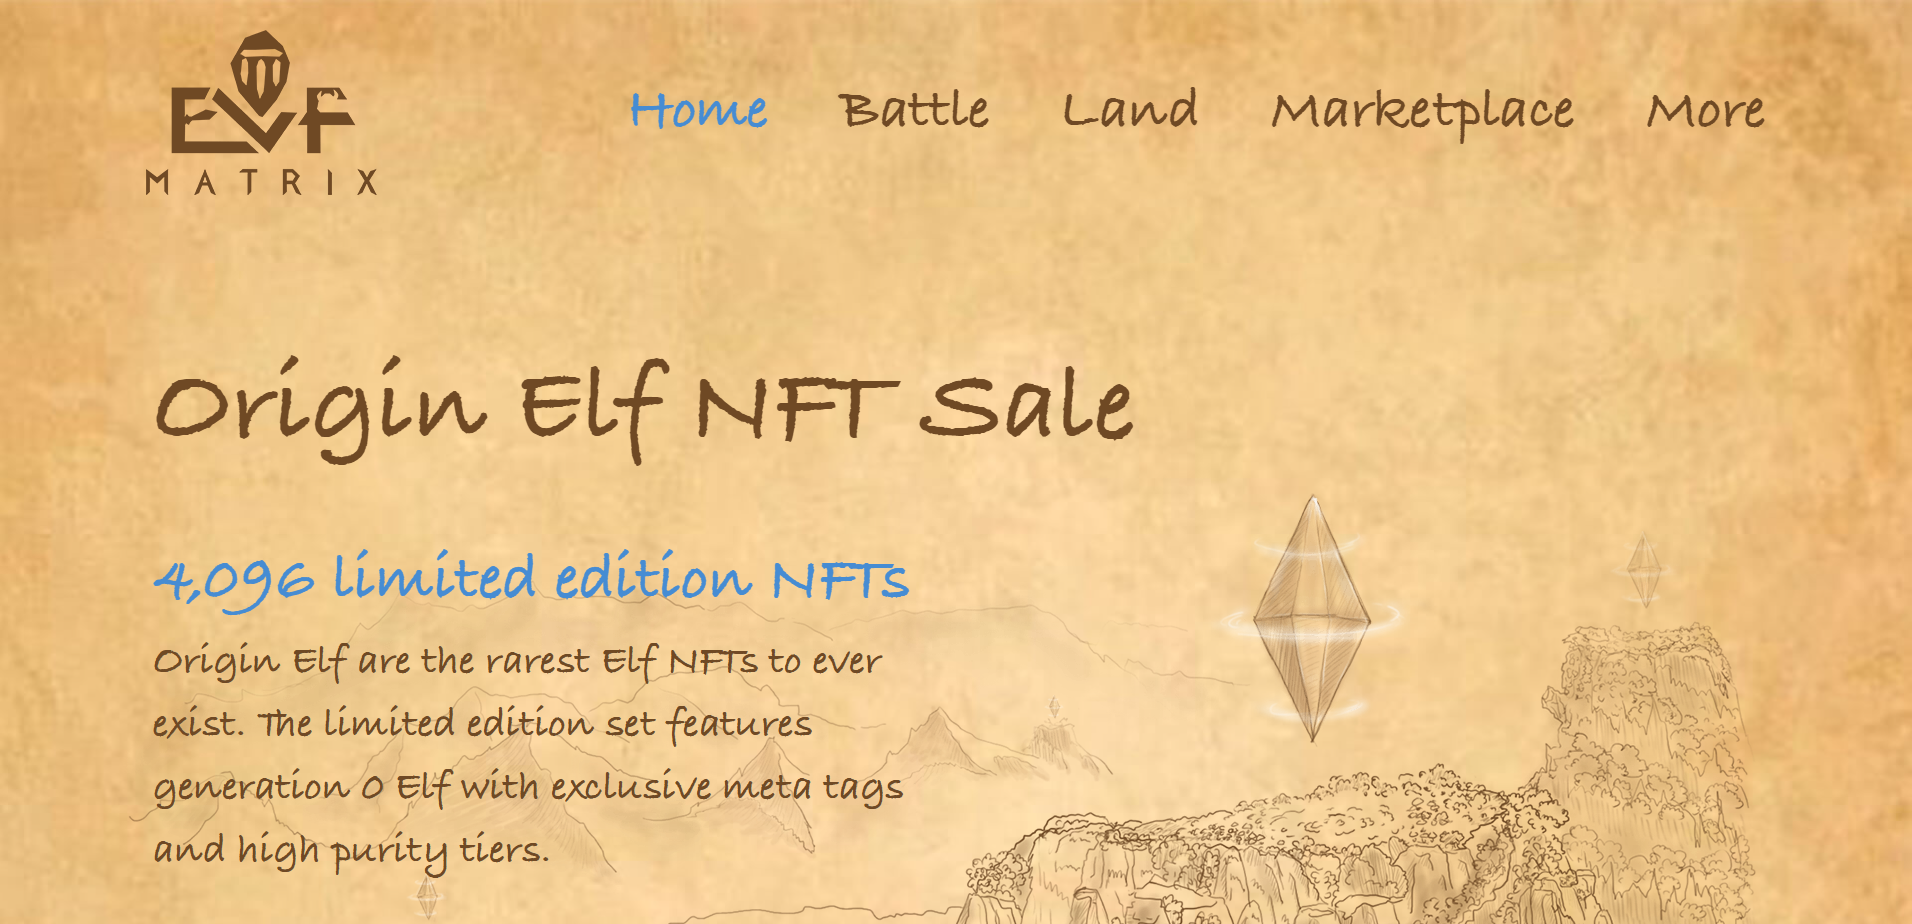 ELF
MATRIX
Home Battle Land Marketplace More
Origin Elf NFT Sale
4,096 limited edition NFTs
Origin Elf are the rarest Elf NFTs to ever
exist. The limited edition set features
generation 0 Elf with exclusive meta tags
and high purity tiers.